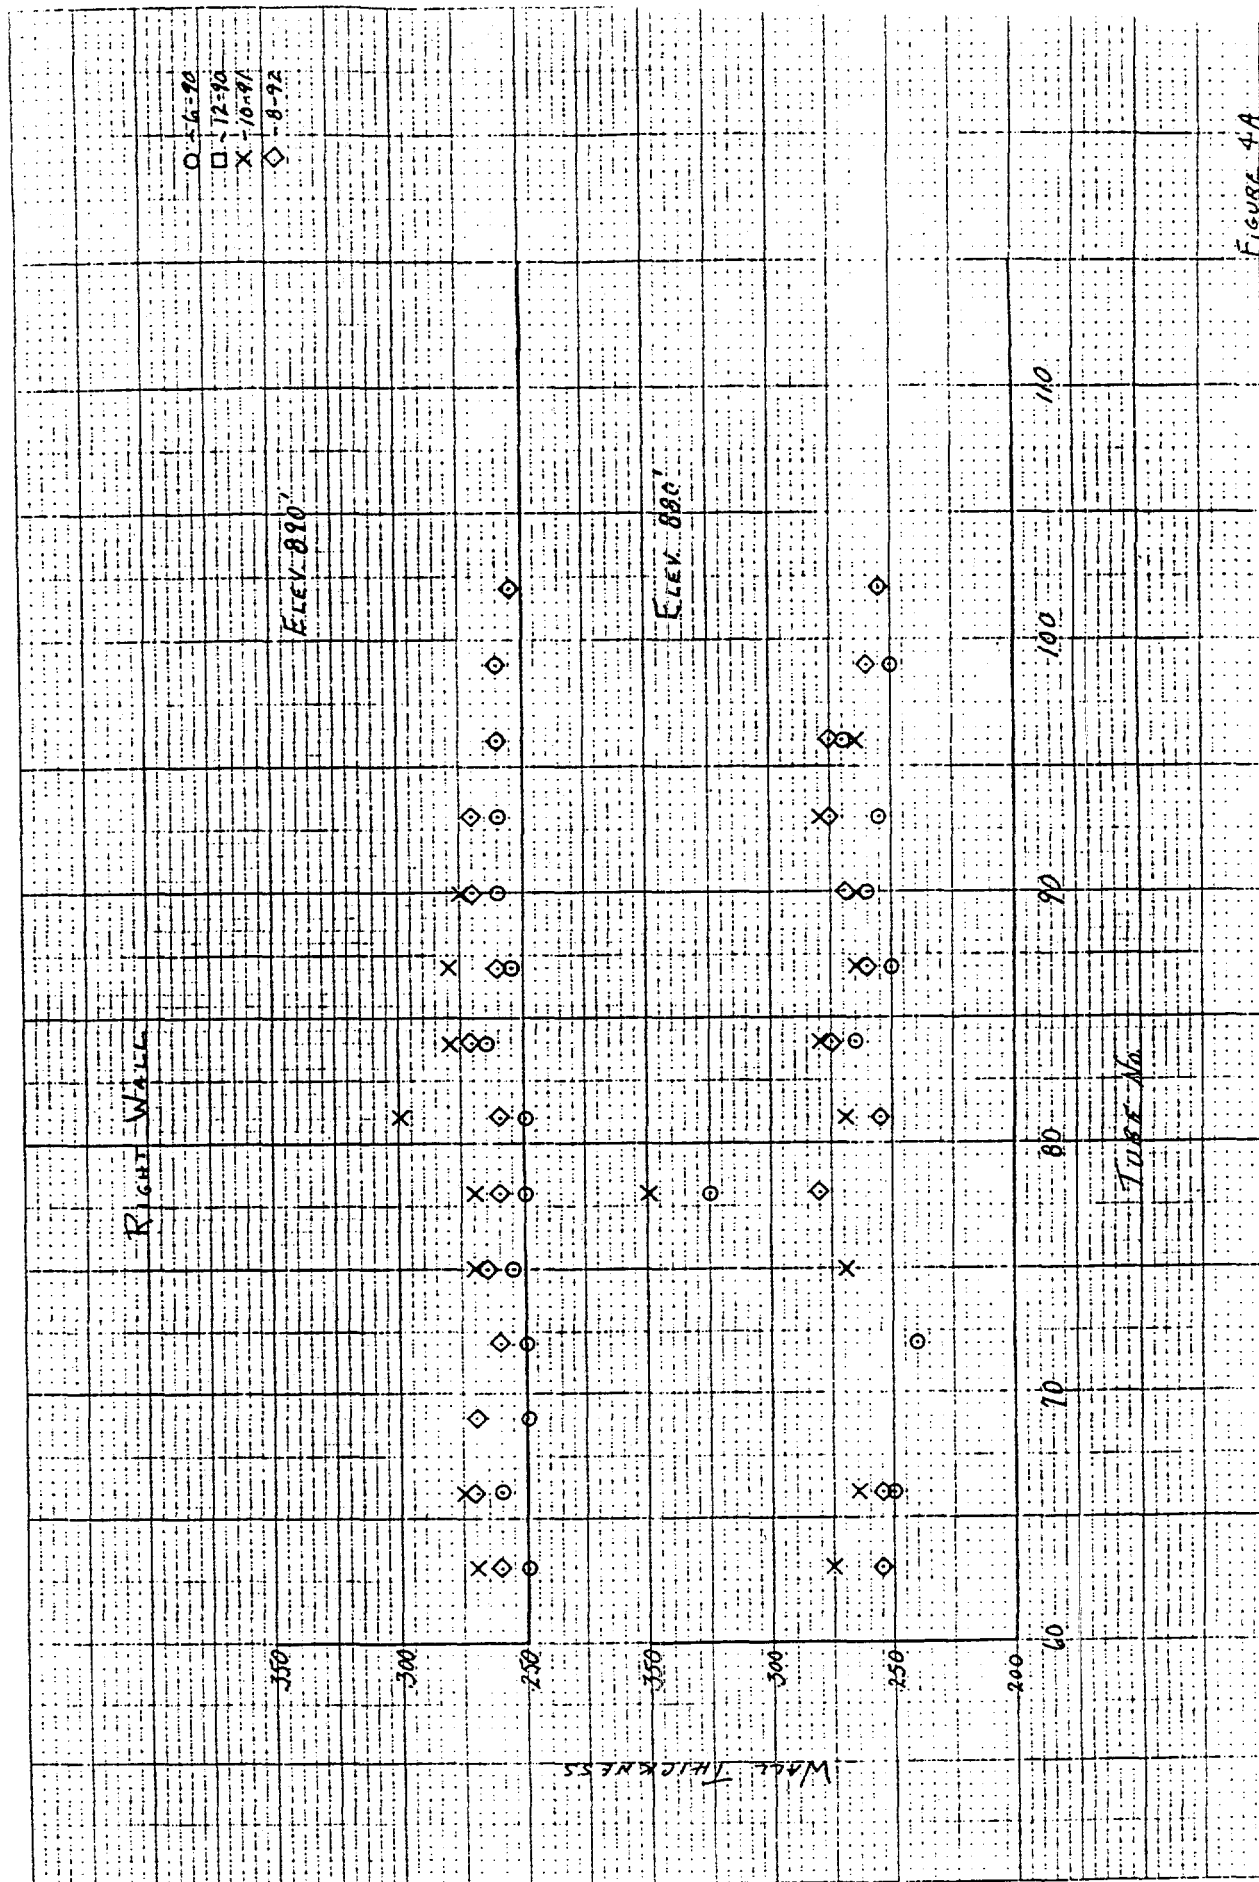 RIGHT WALL
O - 6-90
□ - 12-90
X - 10-91
◇ - 8-92
ELEV. 890'
.350
.300
.250
ELEV. 880'
.350
.300
.250
.200
WALL THICKNESS
60 70 80 90 100 110
TUBE NO.
FIGURE 4A